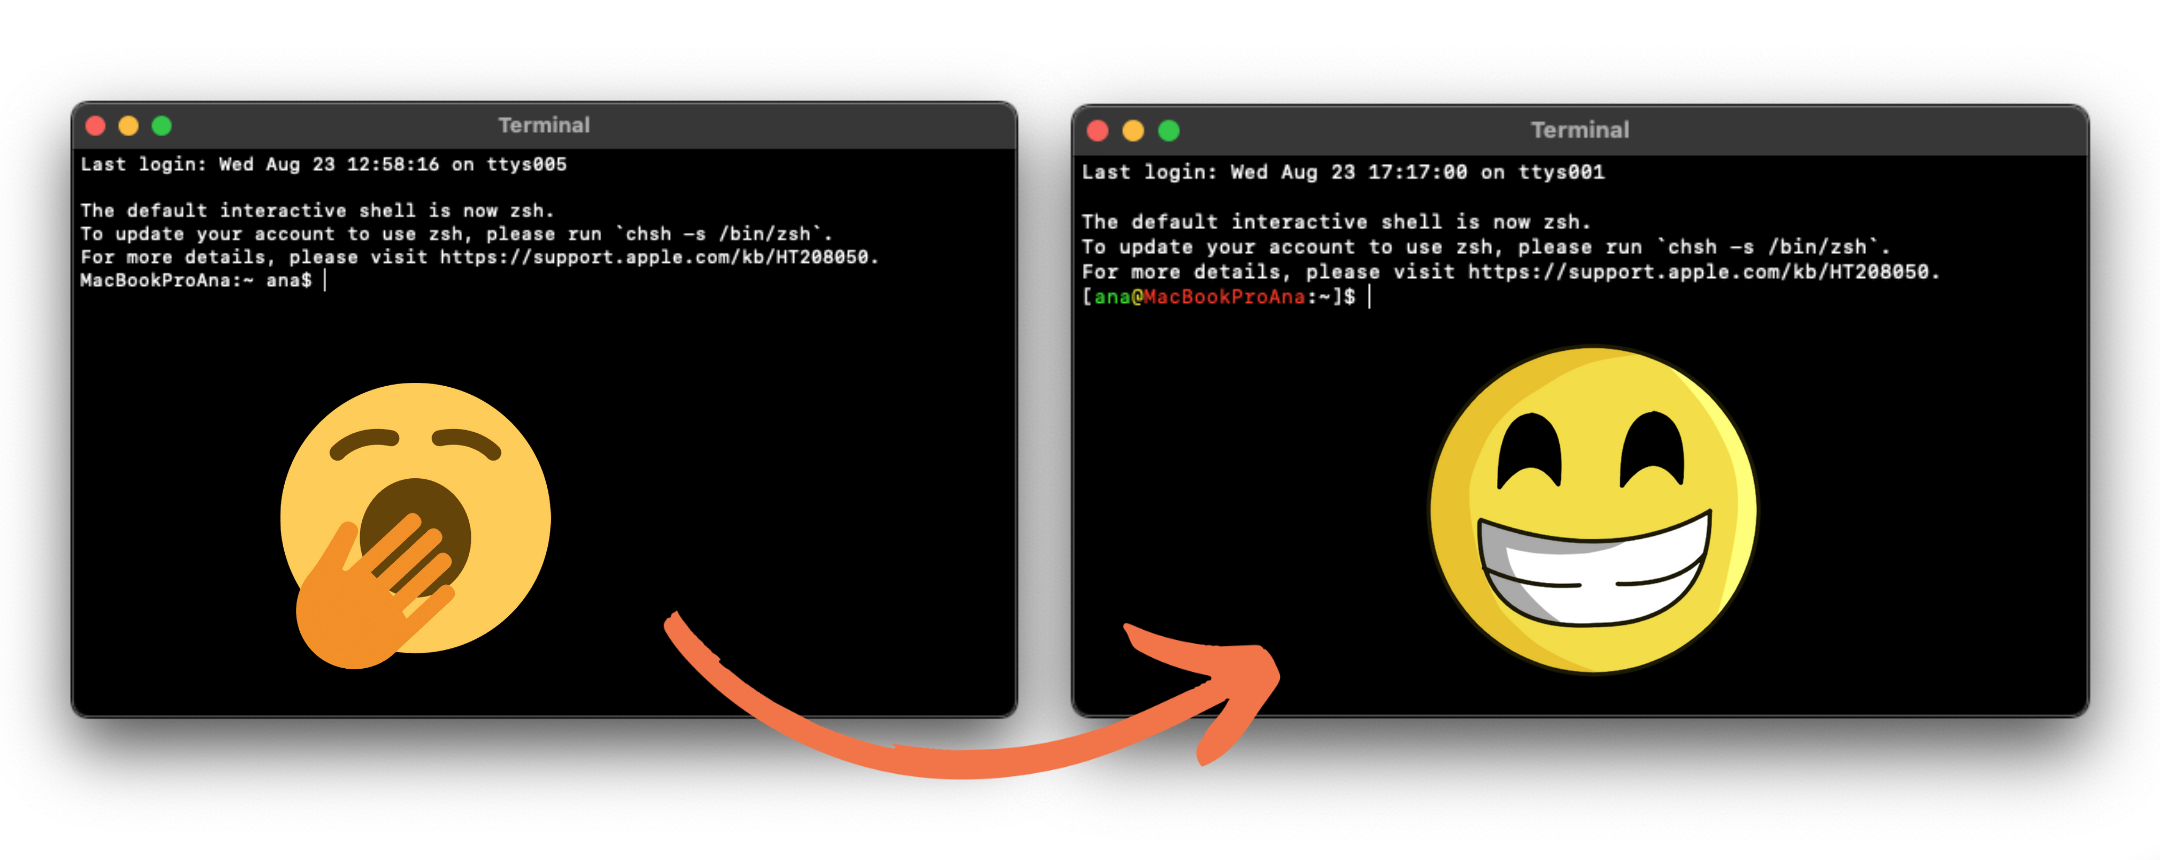 Terminal
Last login: Wed Aug 23 12:58:16 on ttys005
The default interactive shell is now zsh.
To update your account to use zsh, please run `chsh -s /bin/zsh`.
For more details, please visit https://support.apple.com/kb/HT208050.
MacBookProAna:~ ana$
Terminal
Last login: Wed Aug 23 17:17:00 on ttys001
The default interactive shell is now zsh.
To update your account to use zsh, please run `chsh -s /bin/zsh`.
For more details, please visit https://support.apple.com/kb/HT208050.
[ana@MacBookProAna:~]$